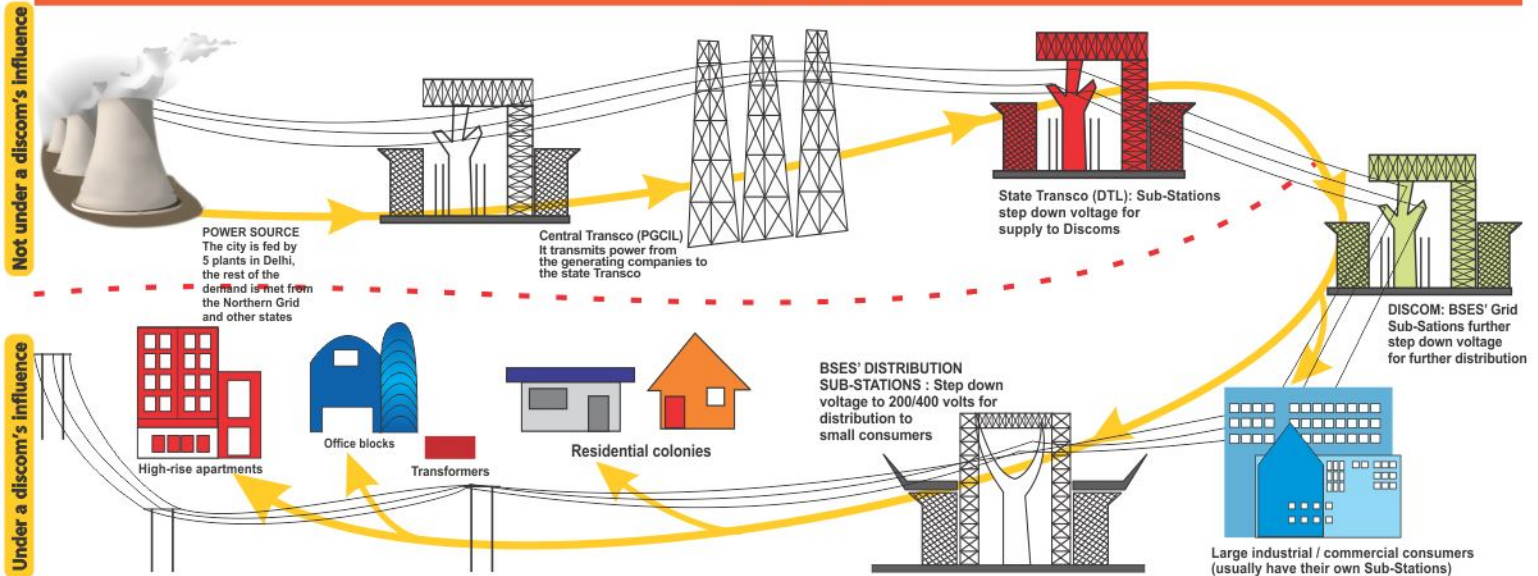 Not under a discom's influence
POWER SOURCE
The city is fed by
5 plants in Delhi,
the rest of the
demand is met from
the Northern Grid
and other states
Central Transco (PGCIL)
It transmits power from
the generating companies to
the state Transco
State Transco (DTL): Sub-Stations
step down voltage for
supply to Discoms
DISCOM: BSES' Grid
Sub-Sations further
step down voltage
for further distribution
Under a discom's influence
High-rise apartments
Office blocks
Transformers
Residential colonies
BSES' DISTRIBUTION
SUB-STATIONS : Step down
voltage to 200/400 volts for
distribution to
small consumers
Large industrial / commercial consumers
(usually have their own Sub-Stations)